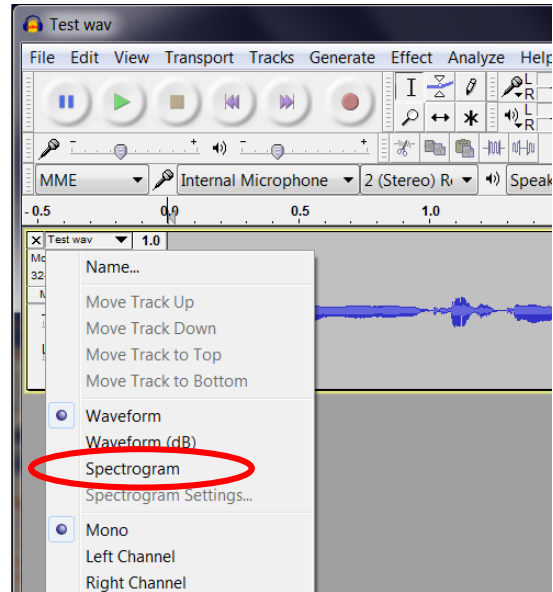 Test wav
File Edit View Transport Tracks Generate Effect Analyze Help
L
R
L
R
MME Internal Microphone 2 (Stereo) R Speak
- 0.5 0.0 0.5 1.0
Test wav 1.0
Name...
Move Track Up
Move Track Down
Move Track to Top
Move Track to Bottom
Waveform
Waveform (dB)
Spectrogram
Spectrogram Settings...
Mono
Left Channel
Right Channel